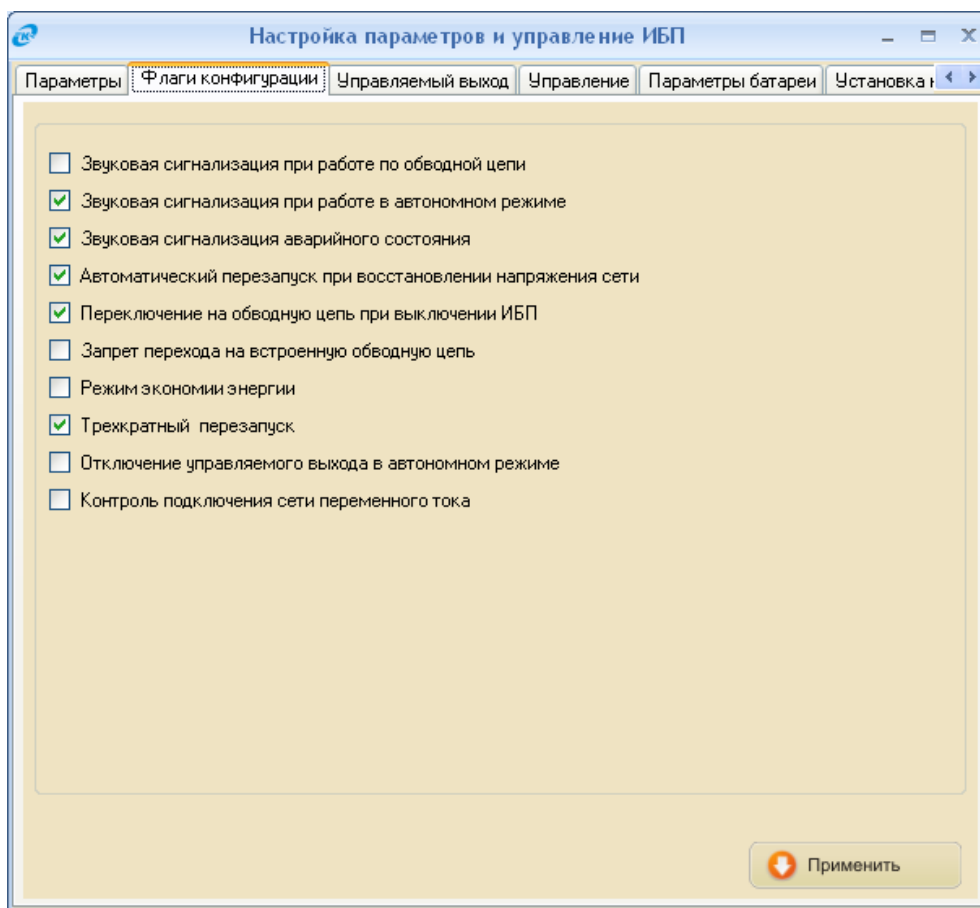 Настройка параметров и управление ИБП
Параметры Флаги конфигурации Управляемый выход Управление Параметры батареи Установка
Звуковая сигнализация при работе по обводной цепи
Звуковая сигнализация при работе в автономном режиме
Звуковая сигнализация аварийного состояния
Автоматический перезапуск при восстановлении напряжения сети
Переключение на обводную цепь при выключении ИБП
Запрет перехода на встроенную обводную цепь
Режим экономии энергии
Трехкратный перезапуск
Отключение управляемого выхода в автономном режиме
Контроль подключения сети переменного тока
Применить